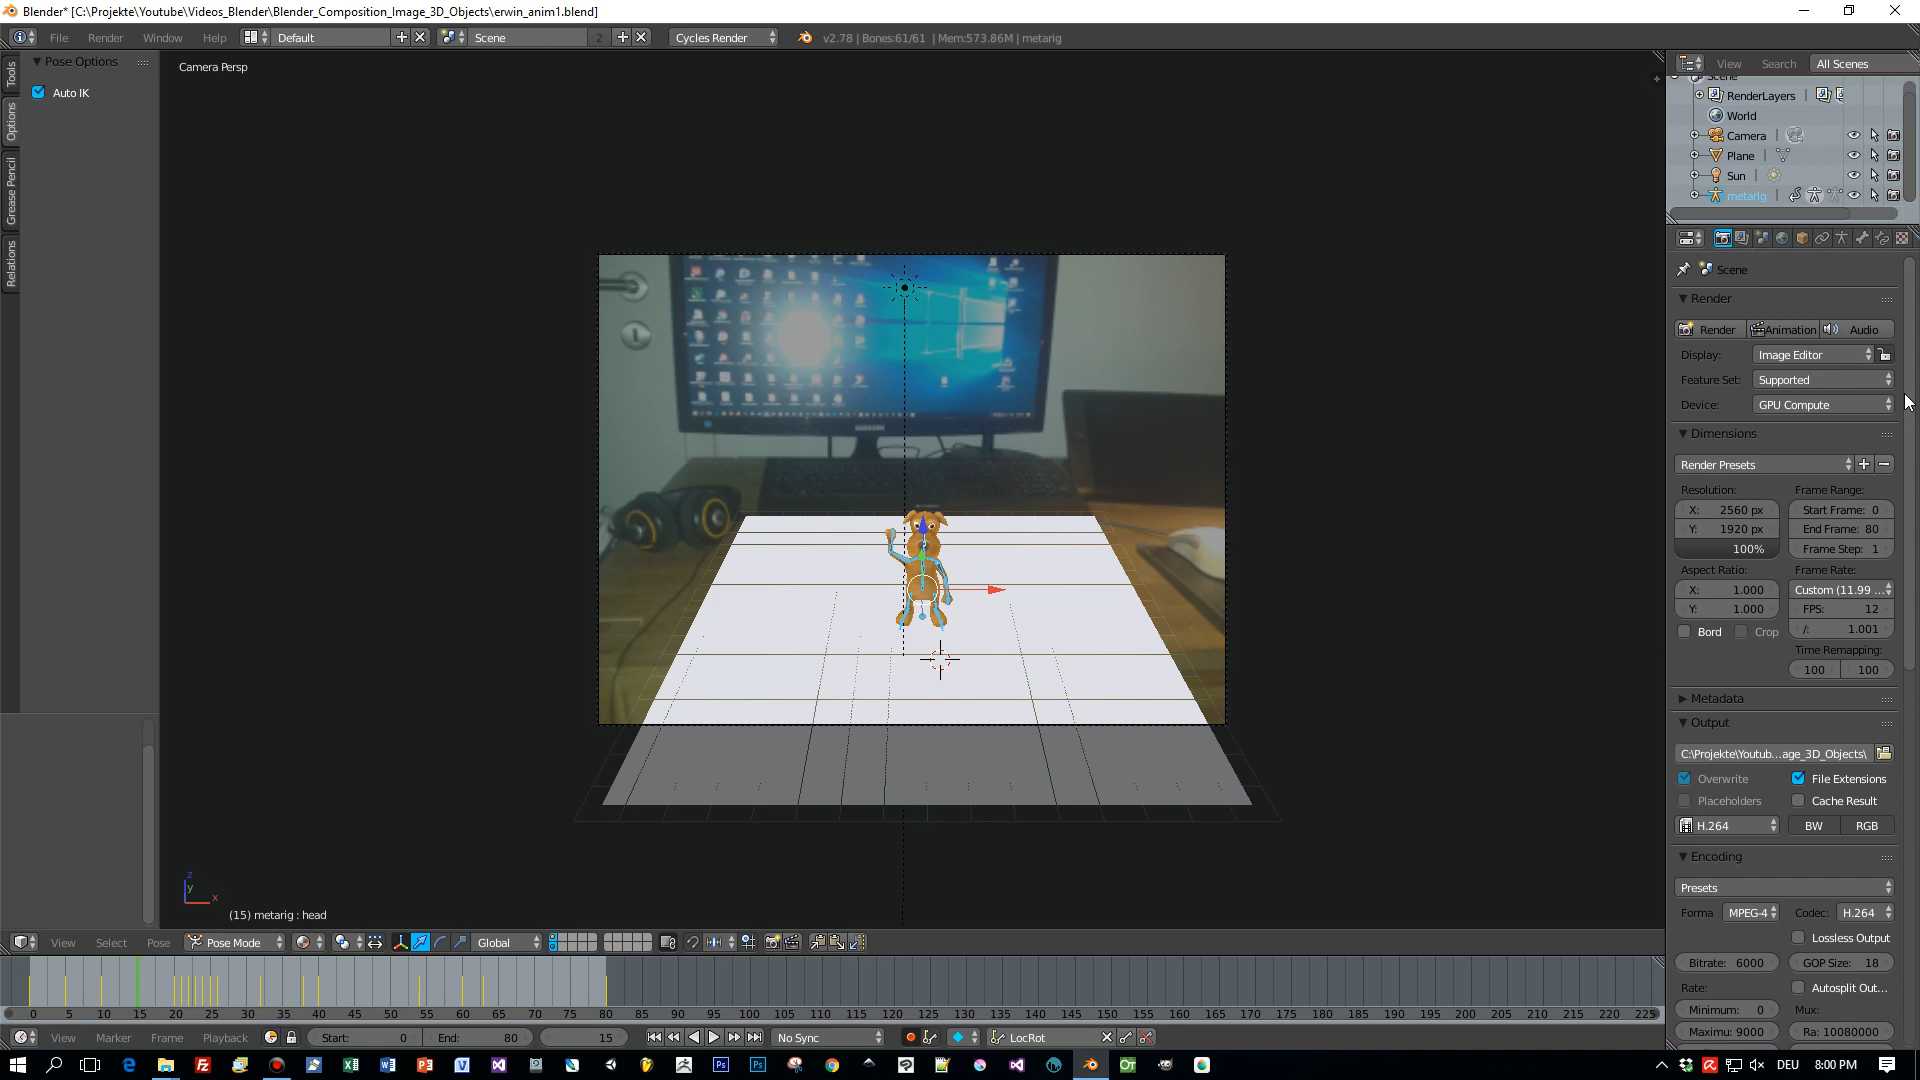 Blender* [C:\Projekte\Youtube\Videos_Blender\Blender_Composition_Image_3D_Objects\erwin_anim1.blend]
File Render Window Help Default Scene 2 Cycles Render v2.78 | Bones:61/61 | Mem:573.86M | metarig
Pose Options
Auto IK
Tools
Options
Grease Pencil
Relations
Camera Persp
SAMSUNG
z
y
x
(15) metarig : head
View Search All Scenes
Scene
RenderLayers
World
Camera
Plane
Sun
metarig
Scene
Render
Render Animation Audio
Display: Image Editor
Feature Set: Supported
Device: GPU Compute
Dimensions
Render Presets
Resolution: Frame Range:
X: 2560 px Start Frame: 0
Y: 1920 px End Frame: 80
100% Frame Step: 1
Aspect Ratio: Frame Rate:
X: 1.000 Custom (11.99 ...
Y: 1.000 FPS: 12
Bord Crop /: 1.001
Time Remapping:
100 100
Metadata
Output
C:\Projekte\Youtub...age_3D_Objects\
Overwrite File Extensions
Placeholders Cache Result
H.264 BW RGB
Encoding
Presets
Forma MPEG-4 Codec: H.264
Lossless Output
Bitrate: 6000 GOP Size: 18
Rate: Autosplit Out...
Minimum: 0 Mux:
Maximu: 9000 Ra: 10080000
View Select Pose Pose Mode Global
0 5 10 15 20 25 30 35 40 45 50 55 60 65 70 75 80 85 90 95 100 105 110 115 120 125 130 135 140 145 150 155 160 165 170 175 180 185 190 195 200 205 210 215 220 225
View Marker Frame Playback Start: 0 End: 80 15 No Sync LocRot
DEU 8:00 PM